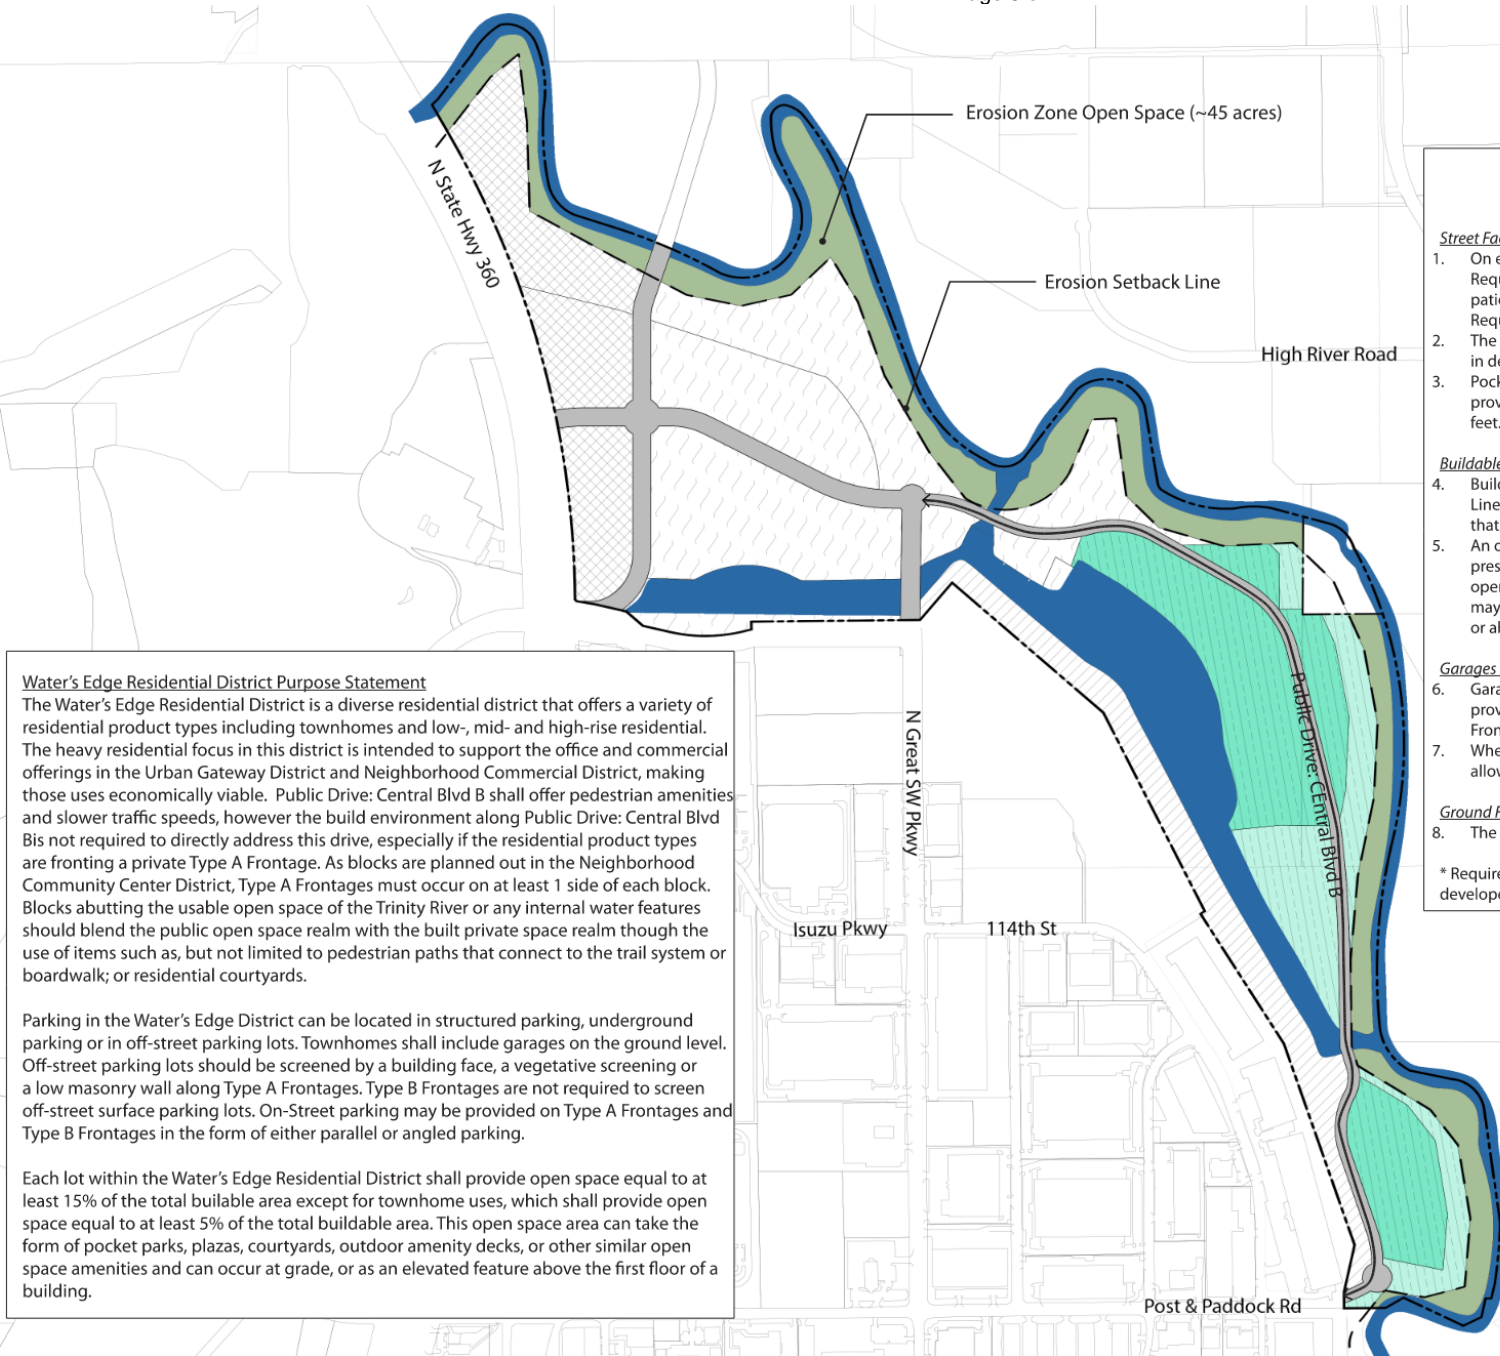 Erosion Zone Open Space (~45 acres)
N State Hwy 360
Erosion Setback Line
High River Road
Public Drive: CEntral Blvd B
N Great SW Pkwy
Isuzu Pkwy
114th St
Post & Paddock Rd
Water's Edge Residential District Purpose Statement
The Water's Edge Residential District is a diverse residential district that offers a variety of
residential product types including townhomes and low-, mid- and high-rise residential.
The heavy residential focus in this district is intended to support the office and commercial
offerings in the Urban Gateway District and Neighborhood Commercial District, making
those uses economically viable.  Public Drive: Central Blvd B shall offer pedestrian amenities
and slower traffic speeds, however the build environment along Public Drive: Central Blvd
Bis not required to directly address this drive, especially if the residential product types
are fronting a private Type A Frontage. As blocks are planned out in the Neighborhood
Community Center District, Type A Frontages must occur on at least 1 side of each block.
Blocks abutting the usable open space of the Trinity River or any internal water features
should blend the public open space realm with the built private space realm though the
use of items such as, but not limited to pedestrian paths that connect to the trail system or
boardwalk; or residential courtyards.
Parking in the Water's Edge District can be located in structured parking, underground
parking or in off-street parking lots. Townhomes shall include garages on the ground level.
Off-street parking lots should be screened by a building face, a vegetative screening or
a low masonry wall along Type A Frontages. Type B Frontages are not required to screen
off-street surface parking lots. On-Street parking may be provided on Type A Frontages and
Type B Frontages in the form of either parallel or angled parking.
Each lot within the Water's Edge Residential District shall provide open space equal to at
least 15% of the total builable area except for townhome uses, which shall provide open
space equal to at least 5% of the total buildable area. This open space area can take the
form of pocket parks, plazas, courtyards, outdoor amenity decks, or other similar open
space amenities and can occur at grade, or as an elevated feature above the first floor of a
building.
Street
1. On
2. The
in
3.
feet.
4.
Line
that
5. An
may
or
Garages
6.
7.
8. The
*